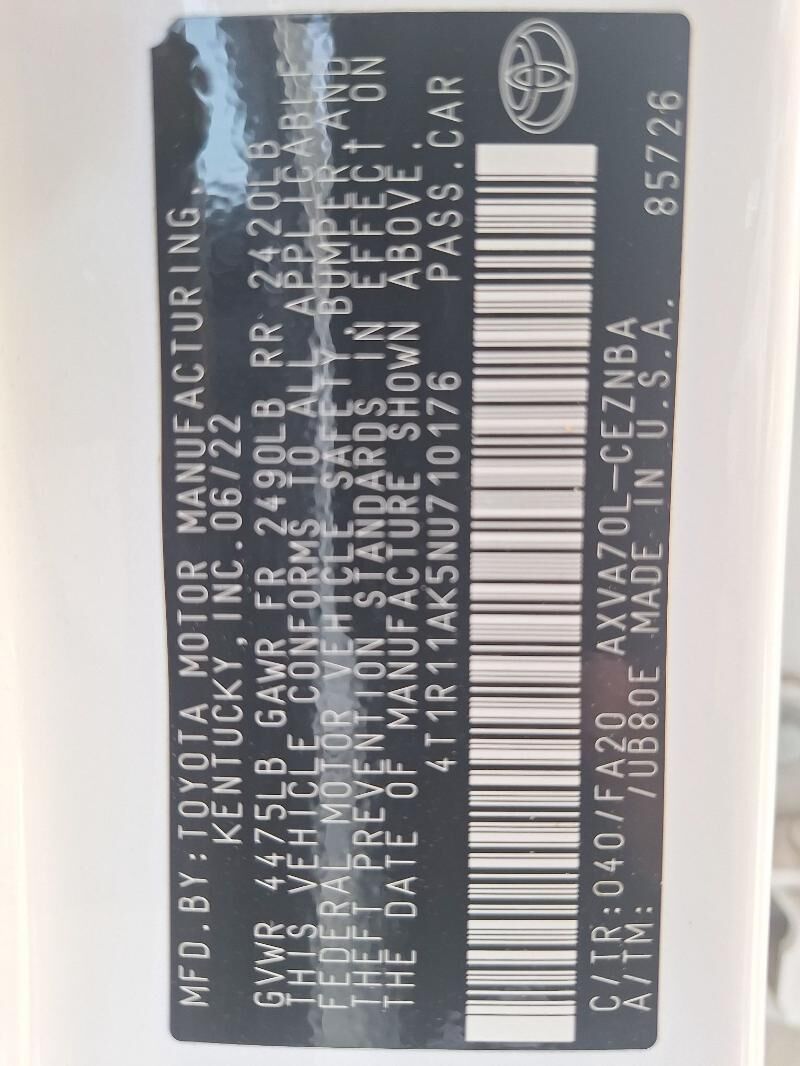 MFD.BY:TOYOTA MOTOR MANUFACTURING,
KENTUCKY,INC.06/22
GVWR 4475LB GAWR FR 2490LB RR 2420LB
THIS VEHICLE CONFORMS TO ALL APPLICABLE
FEDERAL MOTOR VEHICLE SAFETY,BUMPER AND
THEFT PREVENTION STANDARDS IN EFFECT ON
THE DATE OF MANUFACTURE SHOWN ABOVE.
4T1R11AK5NU710176 PASS.CAR
C/TR:040/FA20 AXVA70L-CEZNBA
A/TM: /UB80E MADE IN U.S.A. 85726